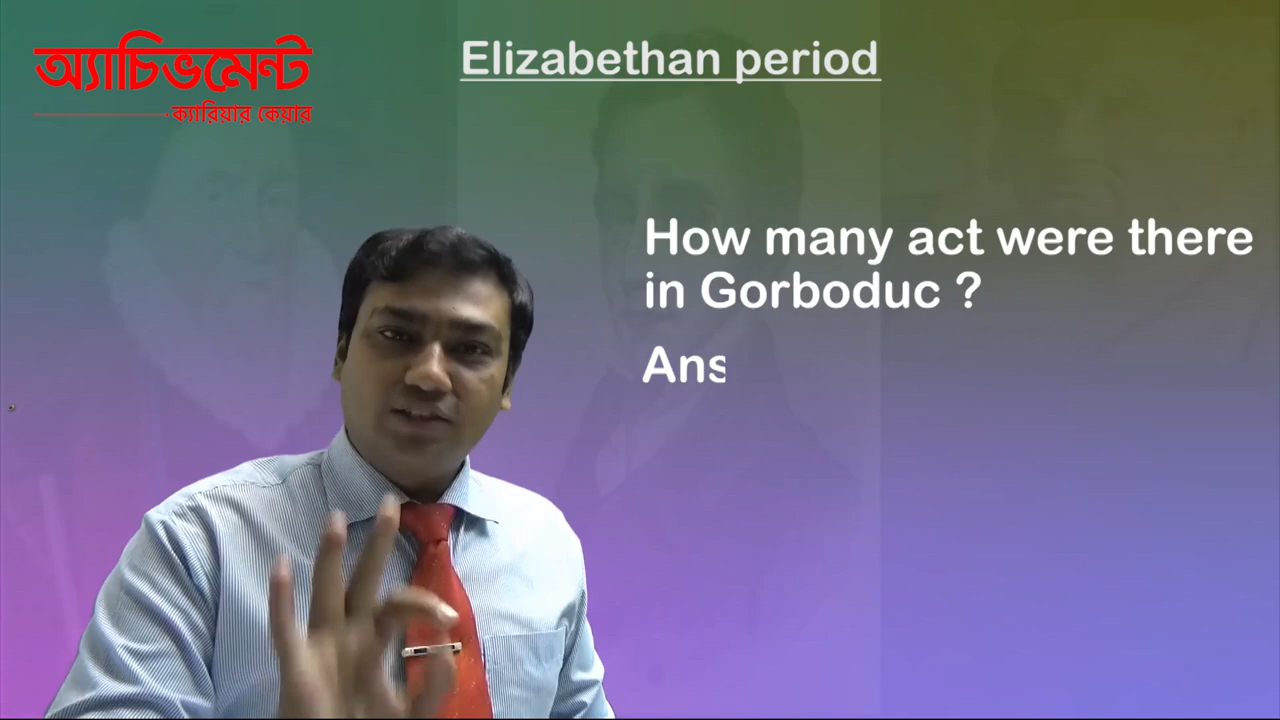 অ্যাচিভমেন্ট
ক্যারিয়ার কেয়ার
Elizabethan period
How many act were there
in Gorboduc ?
Ans